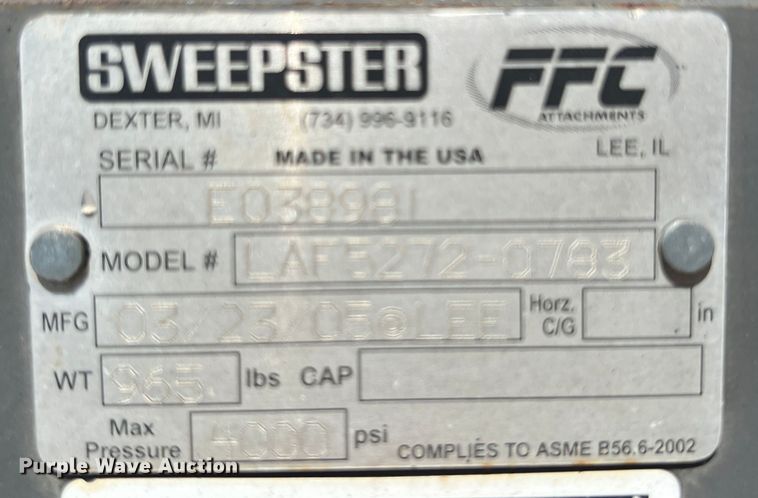 SWEEPSTER FFC
ATTACHMENTS
DEXTER, MI (734) 996-9116
LEE, IL
SERIAL # MADE IN THE USA
E038981
MODEL # LAF5272-0783
MFG 03/23/05@LEE Horz. C/G in
WT 965 lbs CAP
Max Pressure 4000 psi COMPLIES TO ASME B56.6-2002
Purple Wave Auction